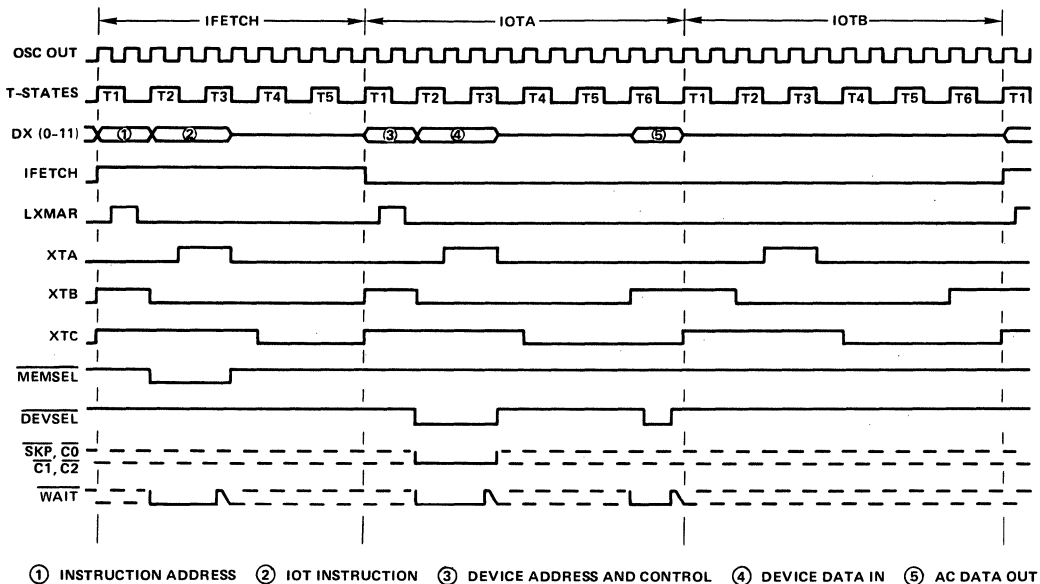 IFETCH IOTA IOTB
OSC OUT
T-STATES T1 T2 T3 T4 T5 T1 T2 T3 T4 T5 T6 T1 T2 T3 T4 T5 T6 T1
DX (0-11) ① ② ③ ④ ⑤
IFETCH
LXMAR
XTA
XTB
XTC
MEMSEL
DEVSEL
SKP, C0
C1, C2
WAIT
① INSTRUCTION ADDRESS ② IOT INSTRUCTION ③ DEVICE ADDRESS AND CONTROL ④ DEVICE DATA IN ⑤ AC DATA OUT